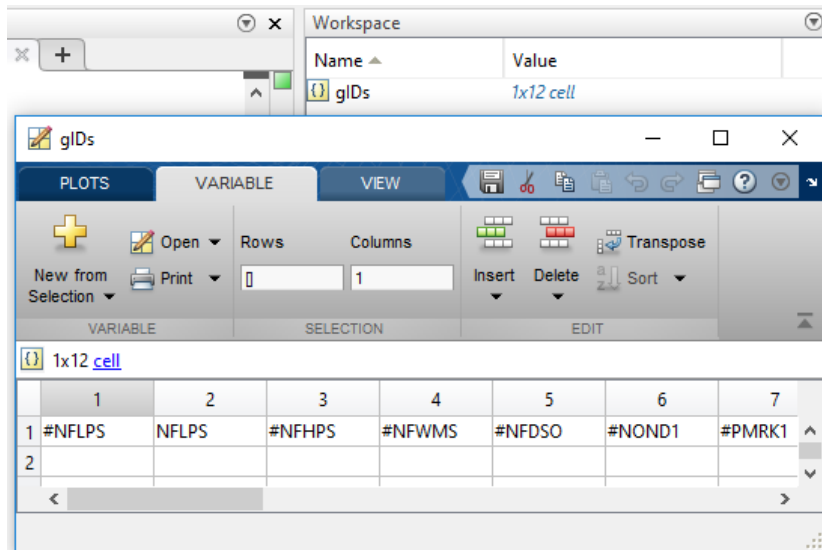 Workspace
Name Value
gIDs 1x12 cell
gIDs
PLOTS VARIABLE VIEW
New from Selection
Open
Print
Rows Columns
[] 1
Insert Delete
Transpose
Sort
VARIABLE SELECTION EDIT
1x12 cell
1 2 3 4 5 6 7
1 #NFLPS NFLPS #NFHPS #NFWMS #NFDSO #NOND1 #PMRK1
2